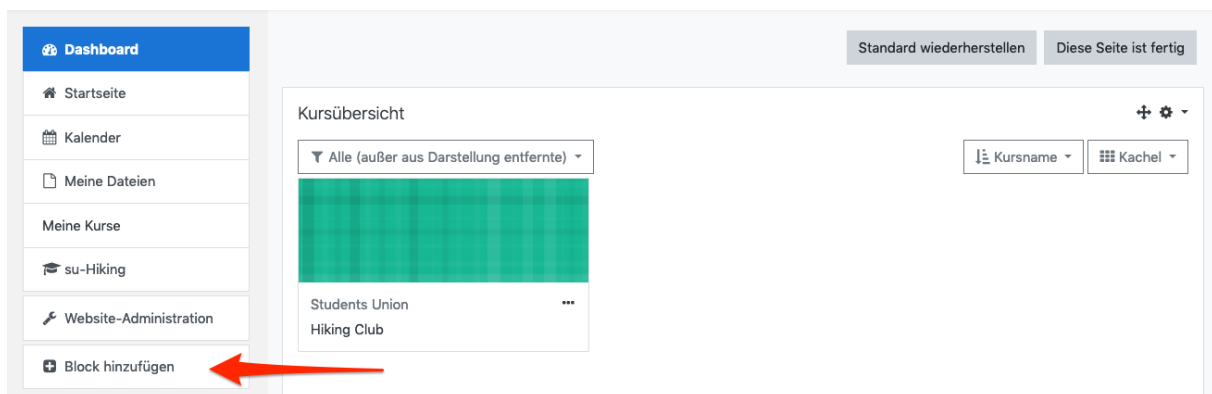 Dashboard
Startseite
Kalender
Meine Dateien
Meine Kurse
su-Hiking
Website-Administration
Block hinzufügen
Standard wiederherstellen
Diese Seite ist fertig
Kursübersicht
Alle (außer aus Darstellung entfernte)
Kursname
Kachel
Students Union
Hiking Club